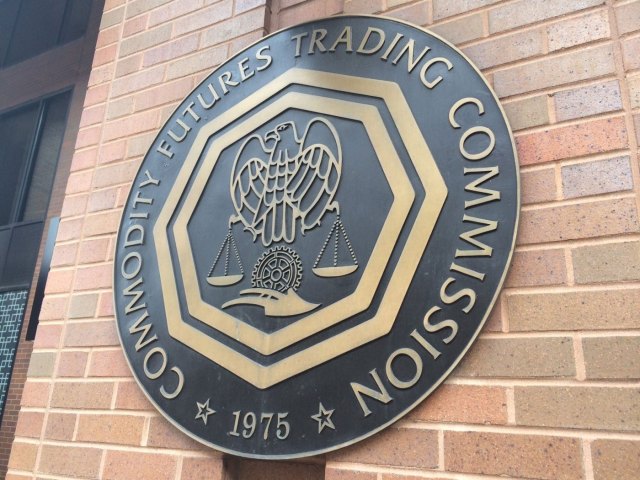 COMMODITY FUTURES TRADING COMMISSION
1975